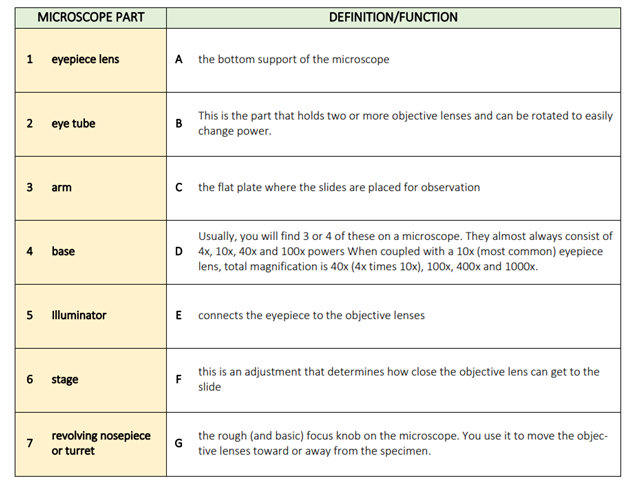 MICROSCOPE PART DEFINITION/FUNCTION
1 eyepiece lens A the bottom support of the microscope
2 eye tube B This is the part that holds two or more objective lenses and can be rotated to easily
change power.
3 arm C the flat plate where the slides are placed for observation
4 base D Usually, you will find 3 or 4 of these on a microscope. They almost always consist of
4x, 10x, 40x and 100x powers When coupled with a 10x (most common) eyepiece
lens, total magnification is 40x (4x times 10x), 100x, 400x and 1000x.
5 Illuminator E connects the eyepiece to the objective lenses
6 stage F this is an adjustment that determines how close the objective lens can get to the
slide
7 revolving nosepiece
or turret
G the rough (and basic) focus knob on the microscope. You use it to move the objec-
tive lenses toward or away from the specimen.